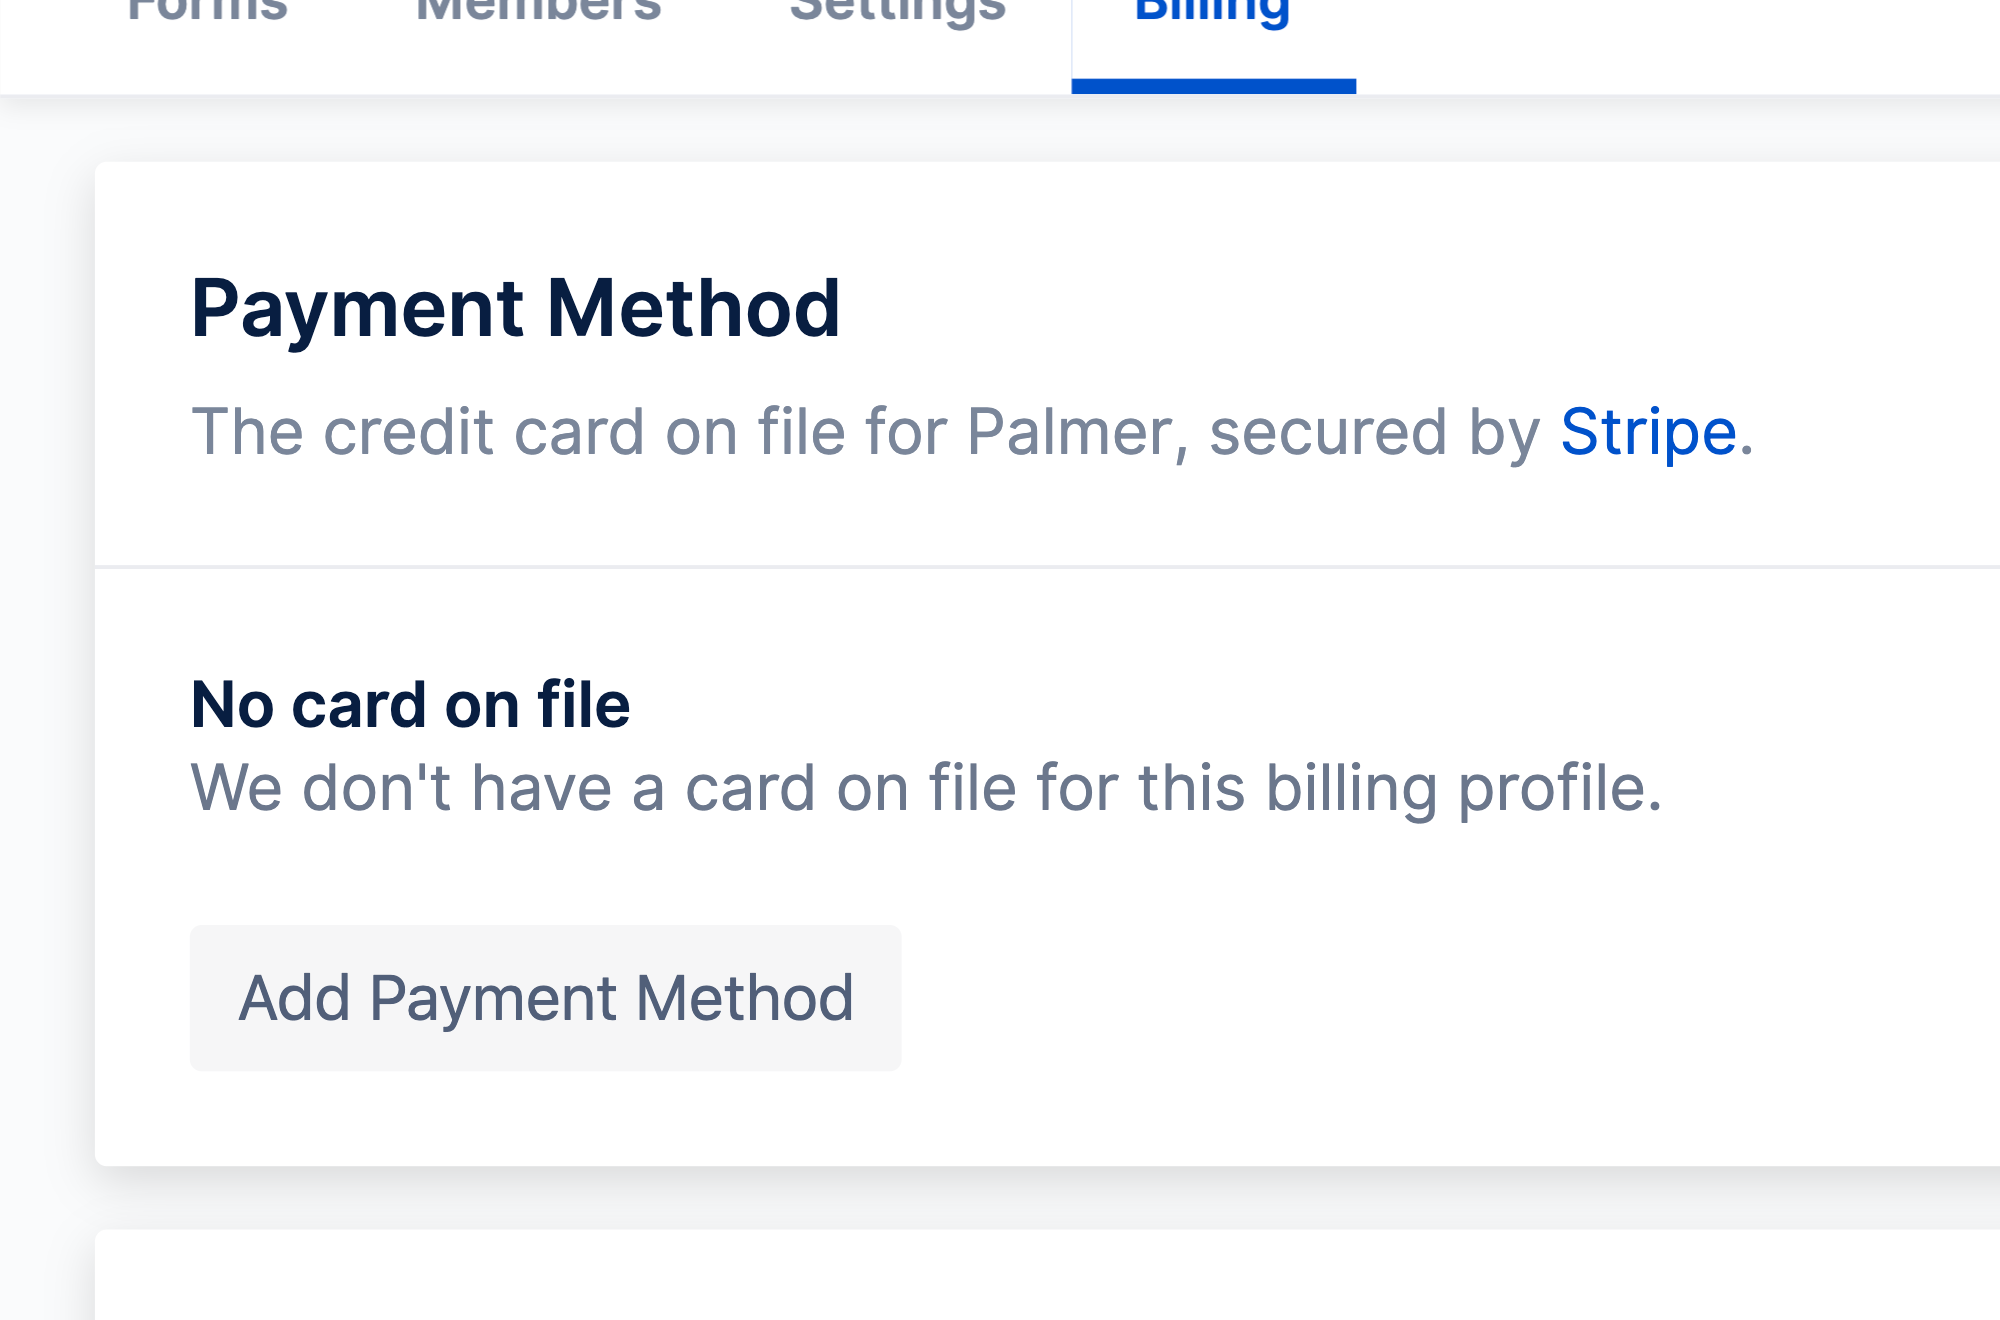 Forms Members Settings Billing
Payment Method
The credit card on file for Palmer, secured by Stripe.
No card on file
We don't have a card on file for this billing profile.
Add Payment Method